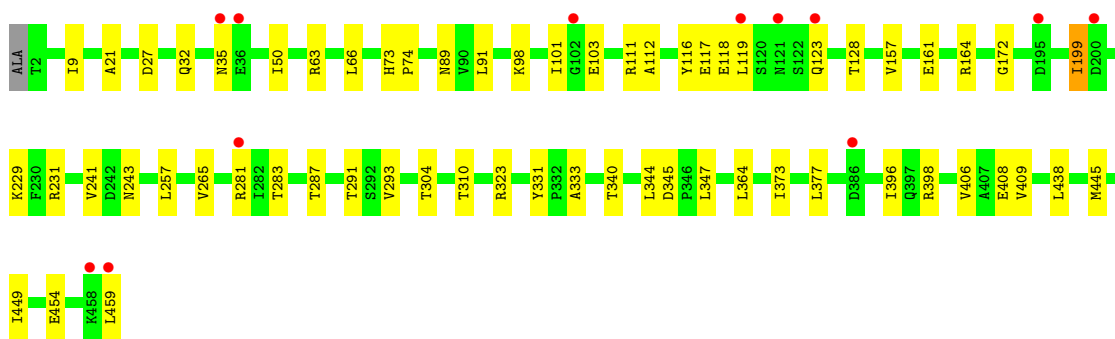 ALA T2 I9 A21 D27 Q32 N35 E36 I50 R63 L66 H73 P74 N89 V90 L91 K98 I101 G102 E103 R111 A112 Y116 E117 E118 L119 S120 N121 S122 Q123 T128 V157 E161 R164 G172 D195 I199 D200
K229 F230 R231 V241 D242 N243 L257 V265 R281 I282 T283 T287 T291 S292 V293 T304 T310 R323 Y331 P332 A333 T340 L344 D345 P346 L347 L364 I373 L377 D386 I396 Q397 R398 V406 A407 E408 V409 L438 M445
I449 E454 K458 L459